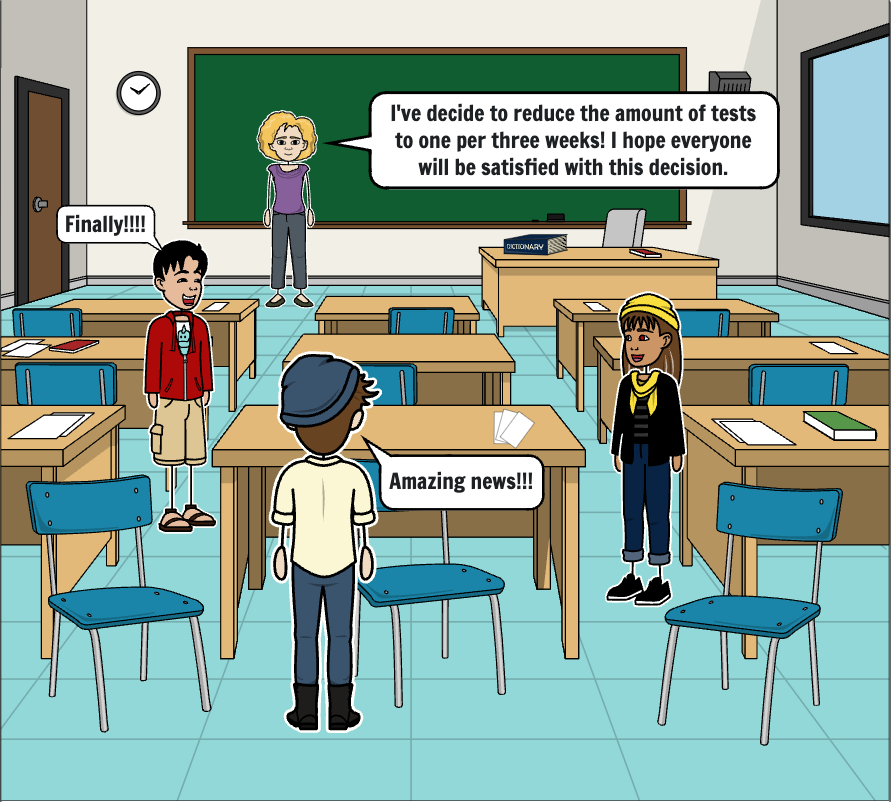 I've decide to reduce the amount of tests
to one per three weeks! I hope everyone
will be satisfied with this decision.
Finally!!!!
DICTIONARY
Amazing news!!!